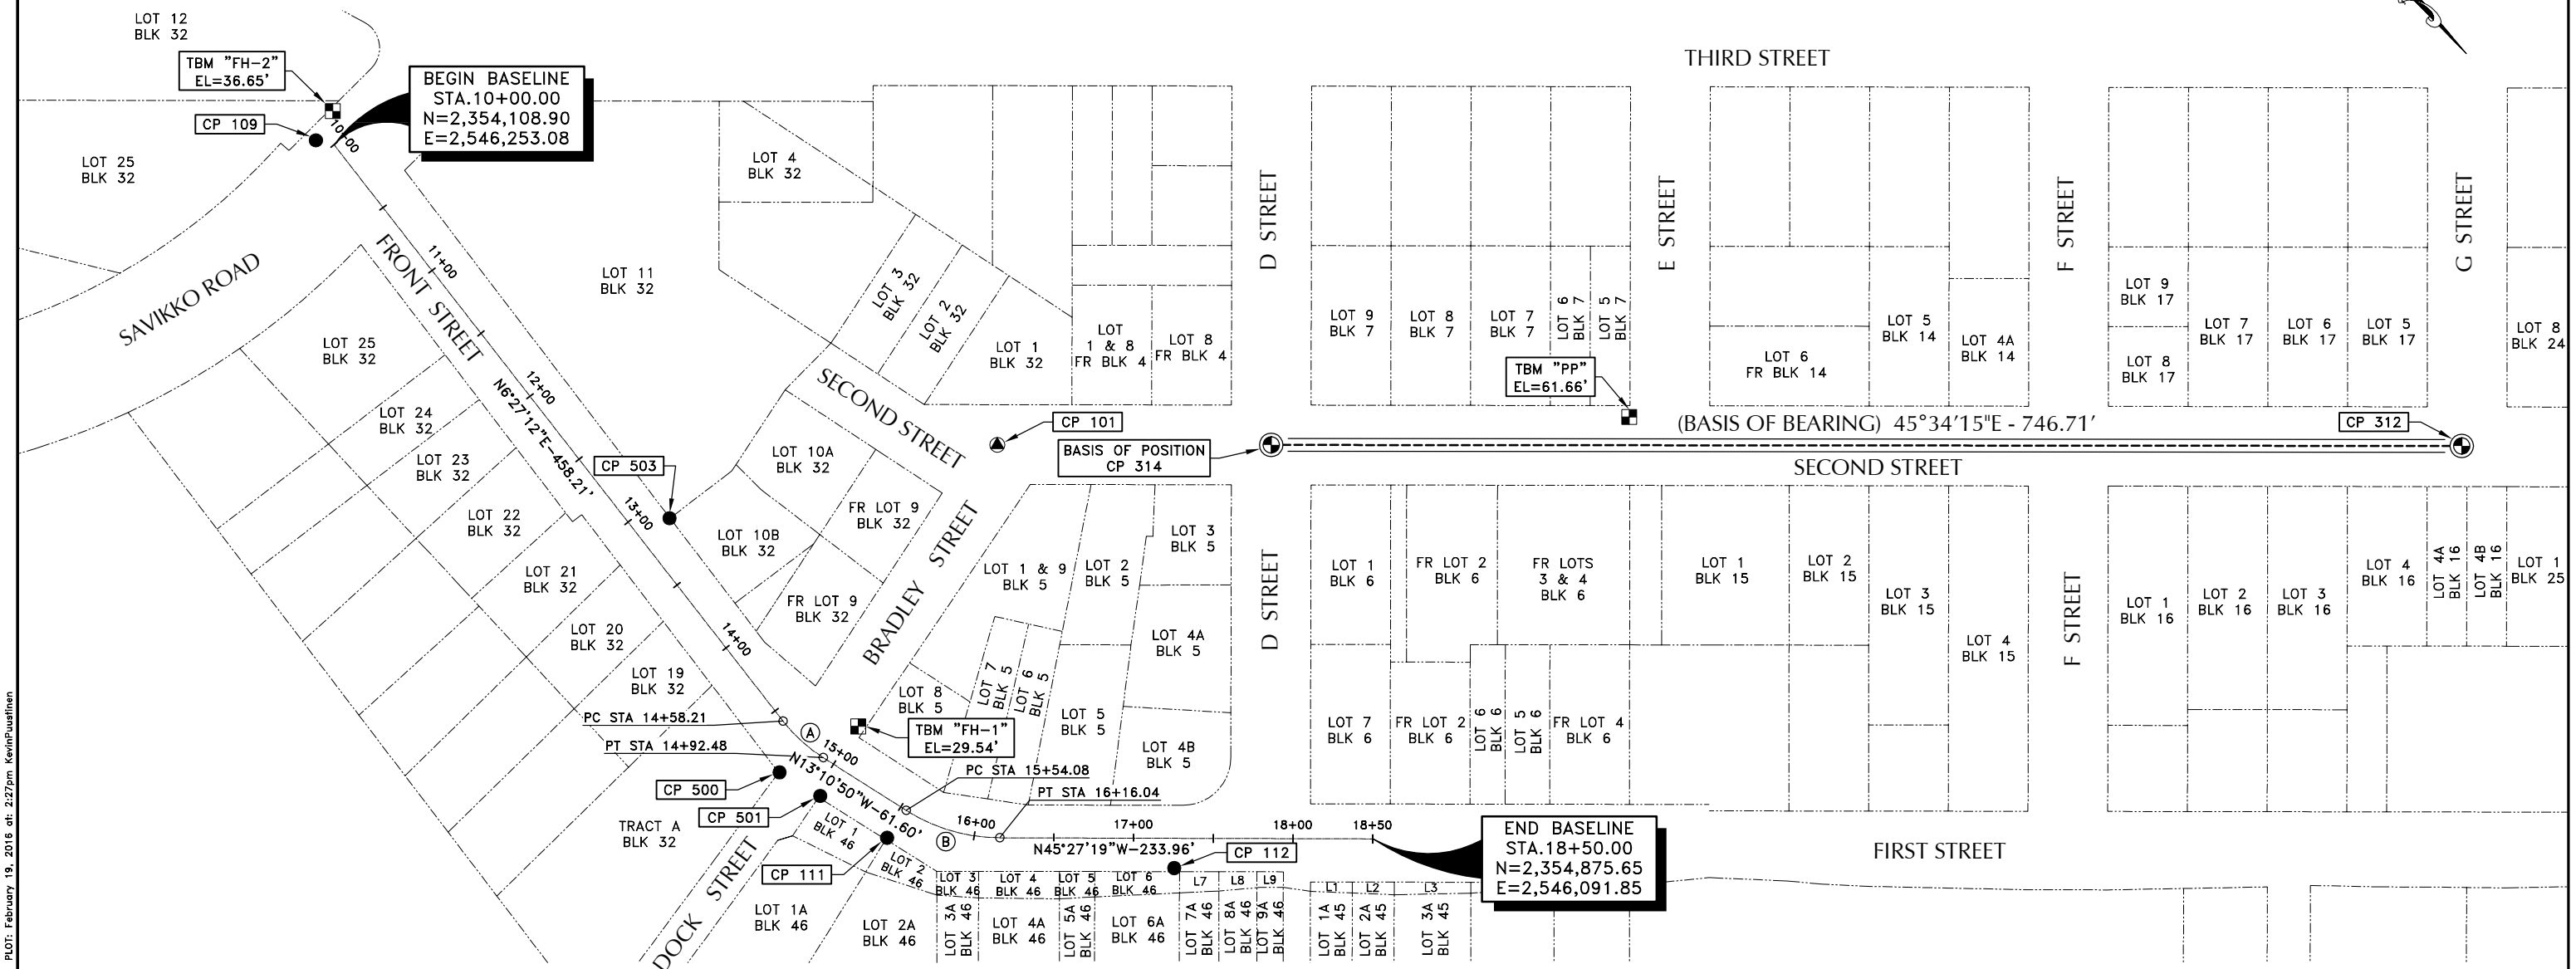 LOT 12
BLK 32
TBM "FH-2"
EL=36.65'
CP 109
BEGIN BASELINE
STA.10+00.00
N=2,354,108.90
E=2,546,253.08
10+00
LOT 25
BLK 32
LOT 4
BLK 32
THIRD STREET
D STREET
E STREET
F STREET
G STREET
SAVIKKO ROAD
FRONT STREET
11+00
LOT 11
BLK 32
LOT 3
BLK 32
LOT 2
BLK 32
LOT 1
BLK 32
LOT
1 & 8
FR BLK 4
LOT 8
FR BLK 4
LOT 9
BLK 7
LOT 8
BLK 7
LOT 7
BLK 7
LOT 6
BLK 7
LOT 5
BLK 7
TBM "PP"
EL=61.66'
LOT 6
FR BLK 14
LOT 5
BLK 14
LOT 4A
BLK 14
LOT 9
BLK 17
LOT 8
BLK 17
LOT 7
BLK 17
LOT 6
BLK 17
LOT 5
BLK 17
LOT 8
BLK 24
LOT 25
BLK 32
12+00
N6°27'12"E-458.21'
LOT 24
BLK 32
LOT 23
BLK 32
SECOND STREET
CP 101
BASIS OF POSITION
CP 314
(BASIS OF BEARING) 45°34'15"E - 746.71'
CP 312
SECOND STREET
CP 503
13+00
LOT 10A
BLK 32
FR LOT 9
BLK 32
LOT 10B
BLK 32
LOT 22
BLK 32
LOT 21
BLK 32
LOT 20
BLK 32
LOT 19
BLK 32
14+00
FR LOT 9
BLK 32
BRADLEY STREET
LOT 1 & 9
BLK 5
LOT 2
BLK 5
LOT 3
BLK 5
LOT 4A
BLK 5
LOT 7
BLK 5
LOT 6
BLK 5
LOT 8
BLK 5
LOT 5
BLK 5
LOT 4B
BLK 5
D STREET
LOT 1
BLK 6
FR LOT 2
BLK 6
FR LOTS
3 & 4
BLK 6
LOT 1
BLK 15
LOT 2
BLK 15
LOT 3
BLK 15
LOT 4
BLK 15
F STREET
LOT 1
BLK 16
LOT 2
BLK 16
LOT 3
BLK 16
LOT 4
BLK 16
LOT 4A
BLK 16
LOT 4B
BLK 16
LOT 1
BLK 25
LOT 7
BLK 6
FR LOT 2
BLK 6
LOT 6
BLK 6
LOT 5
BLK 6
FR LOT 4
BLK 6
PC STA 14+58.21
A
PT STA 14+92.48
15+00
TBM "FH-1"
EL=29.54'
N13°10'50"W-61.60'
PC STA 15+54.08
PT STA 16+16.04
CP 500
CP 501
CP 111
TRACT A
BLK 32
LOT 1
BLK 46
LOT 2
BLK 46
B
16+00
17+00
18+00
18+50
N45°27'19"W-233.96'
CP 112
END BASELINE
STA.18+50.00
N=2,354,875.65
E=2,546,091.85
FIRST STREET
DOCK STREET
LOT 3
BLK 46
LOT 4
BLK 46
LOT 5
BLK 46
LOT 6
BLK 46
L7
L8
L9
L1
L2
L3
LOT 1A
BLK 46
LOT 2A
BLK 46
LOT 3A
BLK 46
LOT 4A
BLK 46
LOT 5A
BLK 46
LOT 6A
BLK 46
LOT 7A
BLK 46
LOT 8A
BLK 46
LOT 9A
BLK 46
LOT 1A
BLK 45
LOT 2A
BLK 45
LOT 3A
BLK 45
PLOT: February 19, 2016 at: 2:27pm KevinPuustinen